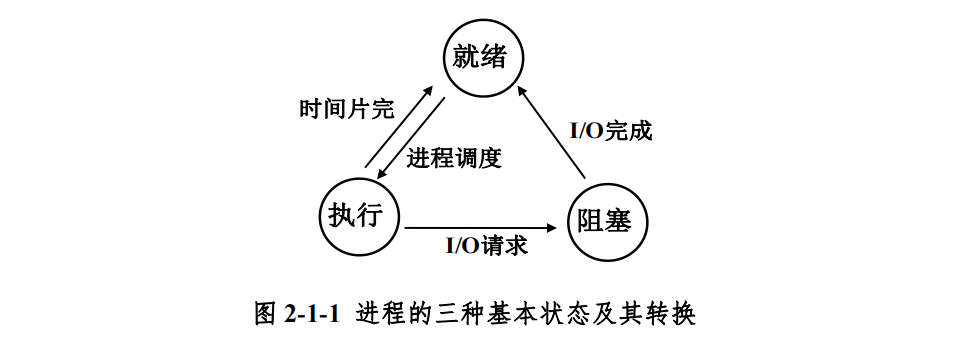 就绪
时间片完
I/O完成
进程调度
执行
阻塞
I/O请求
图 2-1-1 进程的三种基本状态及其转换